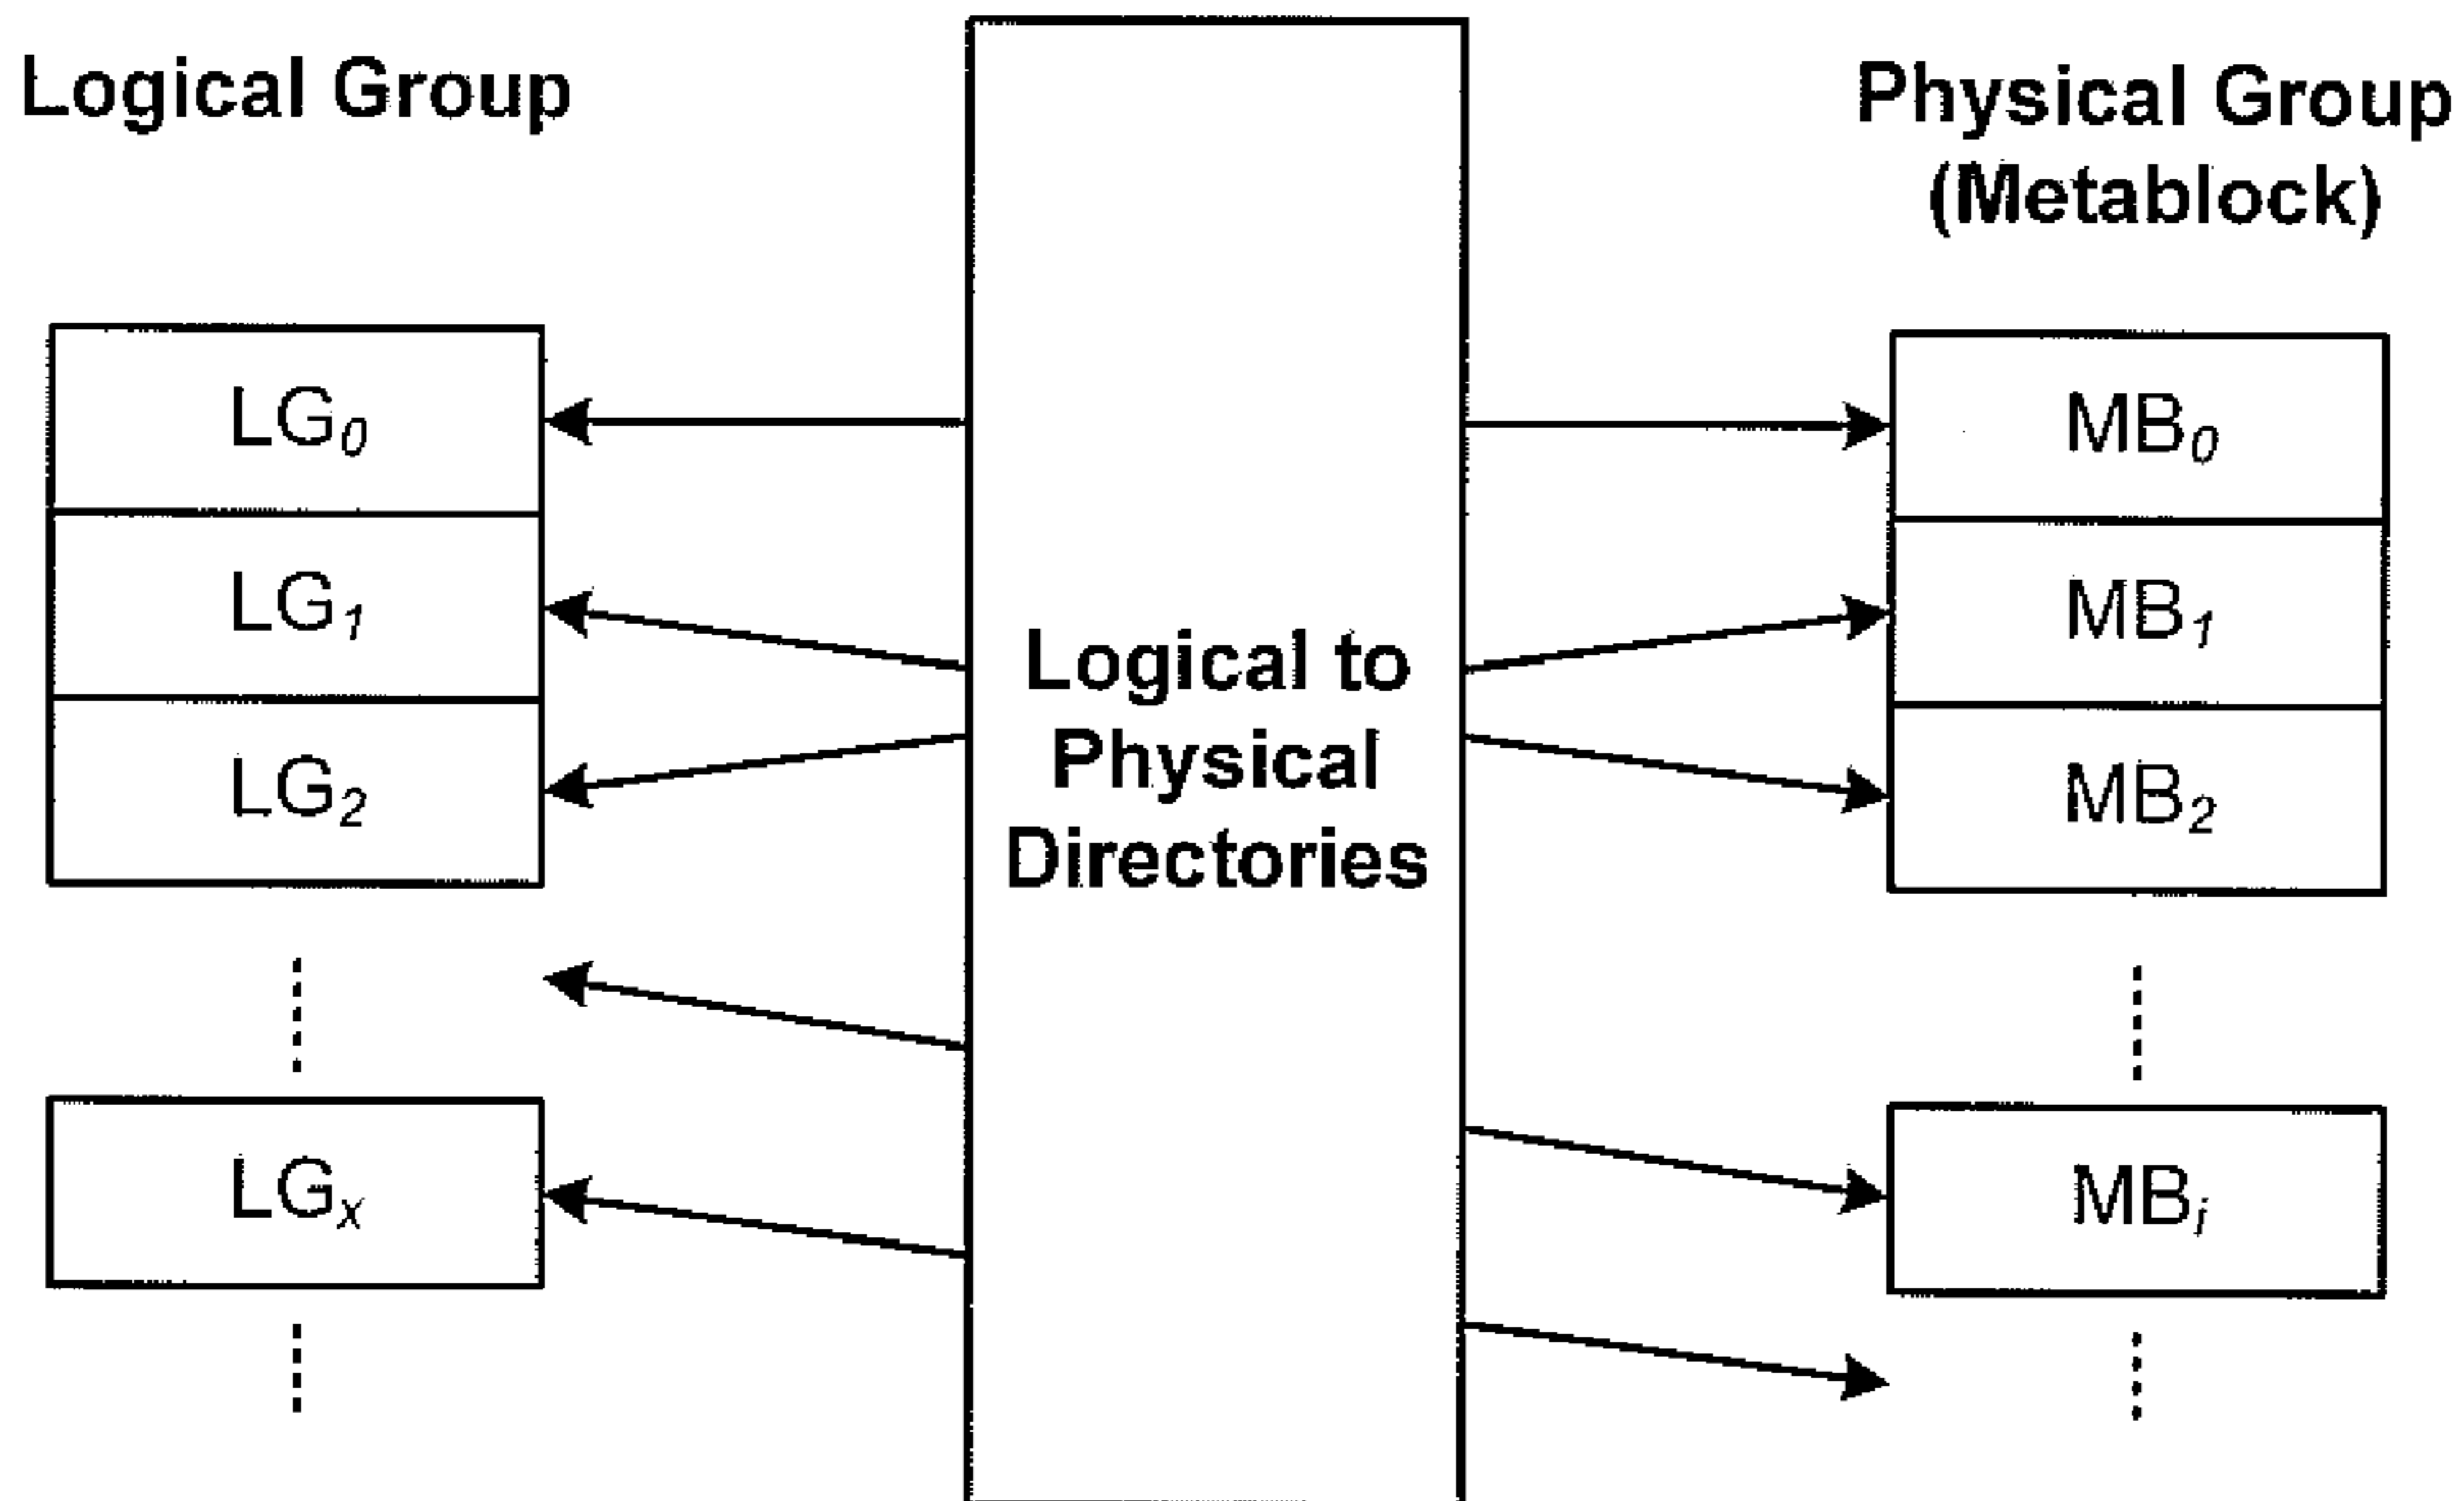 Logical Group
Physical Group
(Metablock)
LG0
LG1
LG2
LGx
Logical to
Physical
Directories
MB0
MB1
MB2
MBi